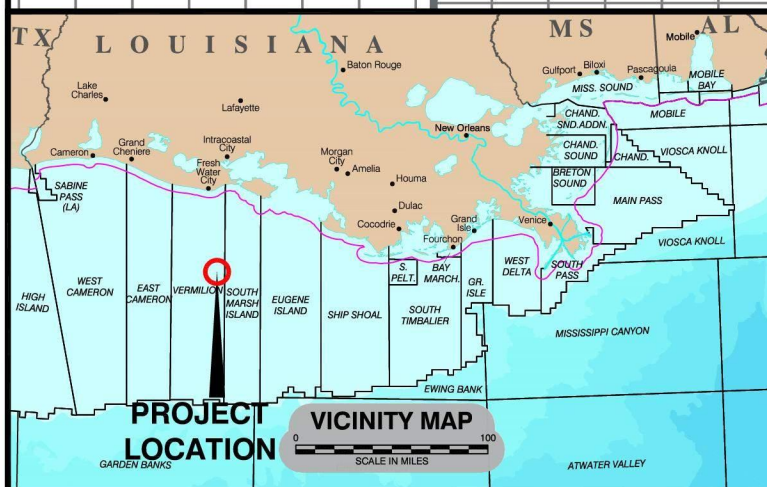 TX
LOUISIANA
MS
AL
Mobile
Baton Rouge
Gulfport
Biloxi
Pascagoula
MISS. SOUND
MOBILE
BAY
Lake
Charles
Lafayette
New Orleans
CHAND.
SND.ADDN.
MOBILE
Cameron
Grand
Cheniere
Intracoastal
City
Fresh
Water
City
Morgan
City
Amelia
Houma
CHAND.
SOUND
CHAND.
VIOSCA KNOLL
BRETON
SOUND
MAIN PASS
SABINE
PASS
(LA)
Dulac
Cocodrie
Grand
Isle
Fourchon
Venice
VIOSCA KNOLL
HIGH
ISLAND
WEST
CAMERON
EAST
CAMERON
VERMILION
SOUTH
MARSH
ISLAND
EUGENE
ISLAND
SHIP SHOAL
S.
PELT.
BAY
MARCH.
SOUTH
TIMBALIER
GR.
ISLE
WEST
DELTA
SOUTH
PASS
MISSISSIPPI CANYON
EWING BANK
PROJECT
LOCATION
VICINITY MAP
0
100
SCALE IN MILES
GARDEN BANKS
ATWATER VALLEY